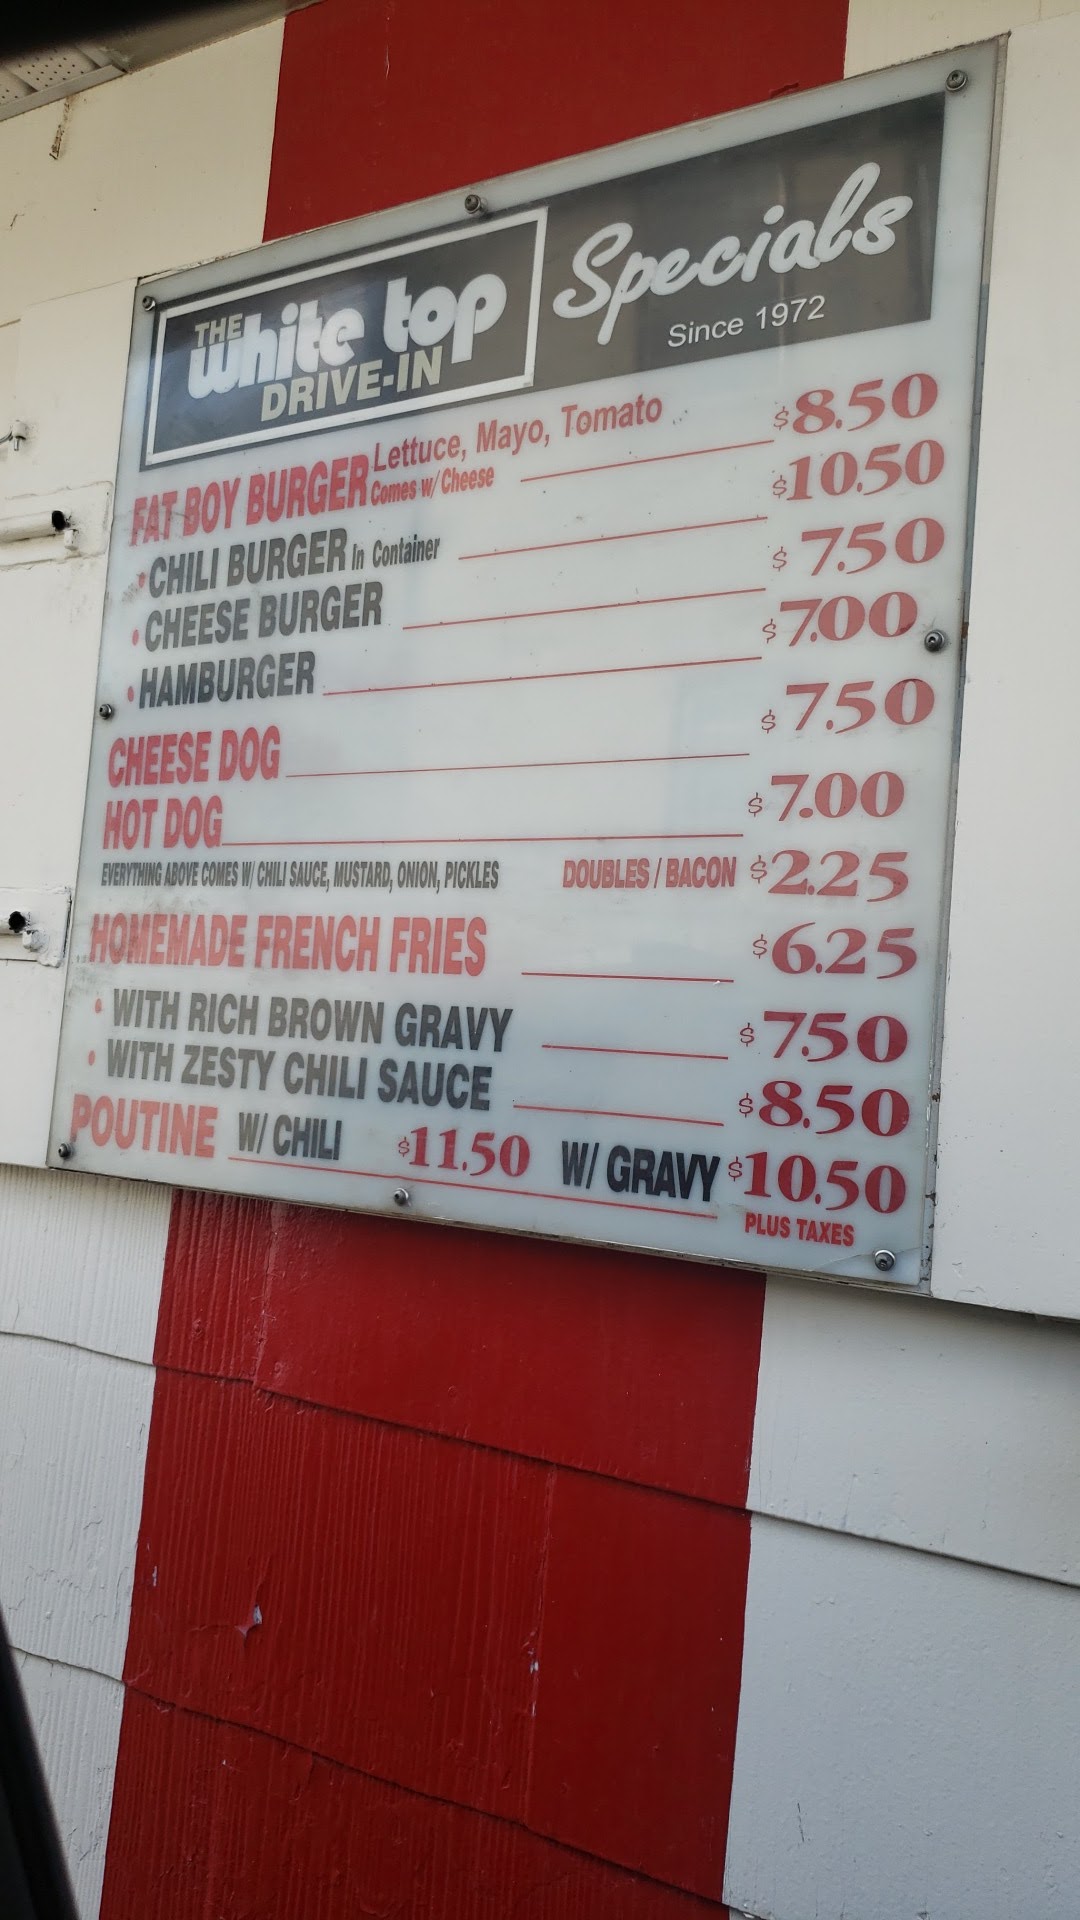 THE
white top
DRIVE-IN
Specials
Since 1972
FAT BOY BURGER Lettuce, Mayo, Tomato Comes w/ Cheese $8.50
• CHILI BURGER In Container $10.50
• CHEESE BURGER $7.50
• HAMBURGER $7.00
CHEESE DOG $7.50
HOT DOG $7.00
EVERYTHING ABOVE COMES W/ CHILI SAUCE, MUSTARD, ONION, PICKLES DOUBLES / BACON $2.25
HOMEMADE FRENCH FRIES $6.25
• WITH RICH BROWN GRAVY $7.50
• WITH ZESTY CHILI SAUCE $8.50
POUTINE W/ CHILI $11.50 W/ GRAVY $10.50
PLUS TAXES